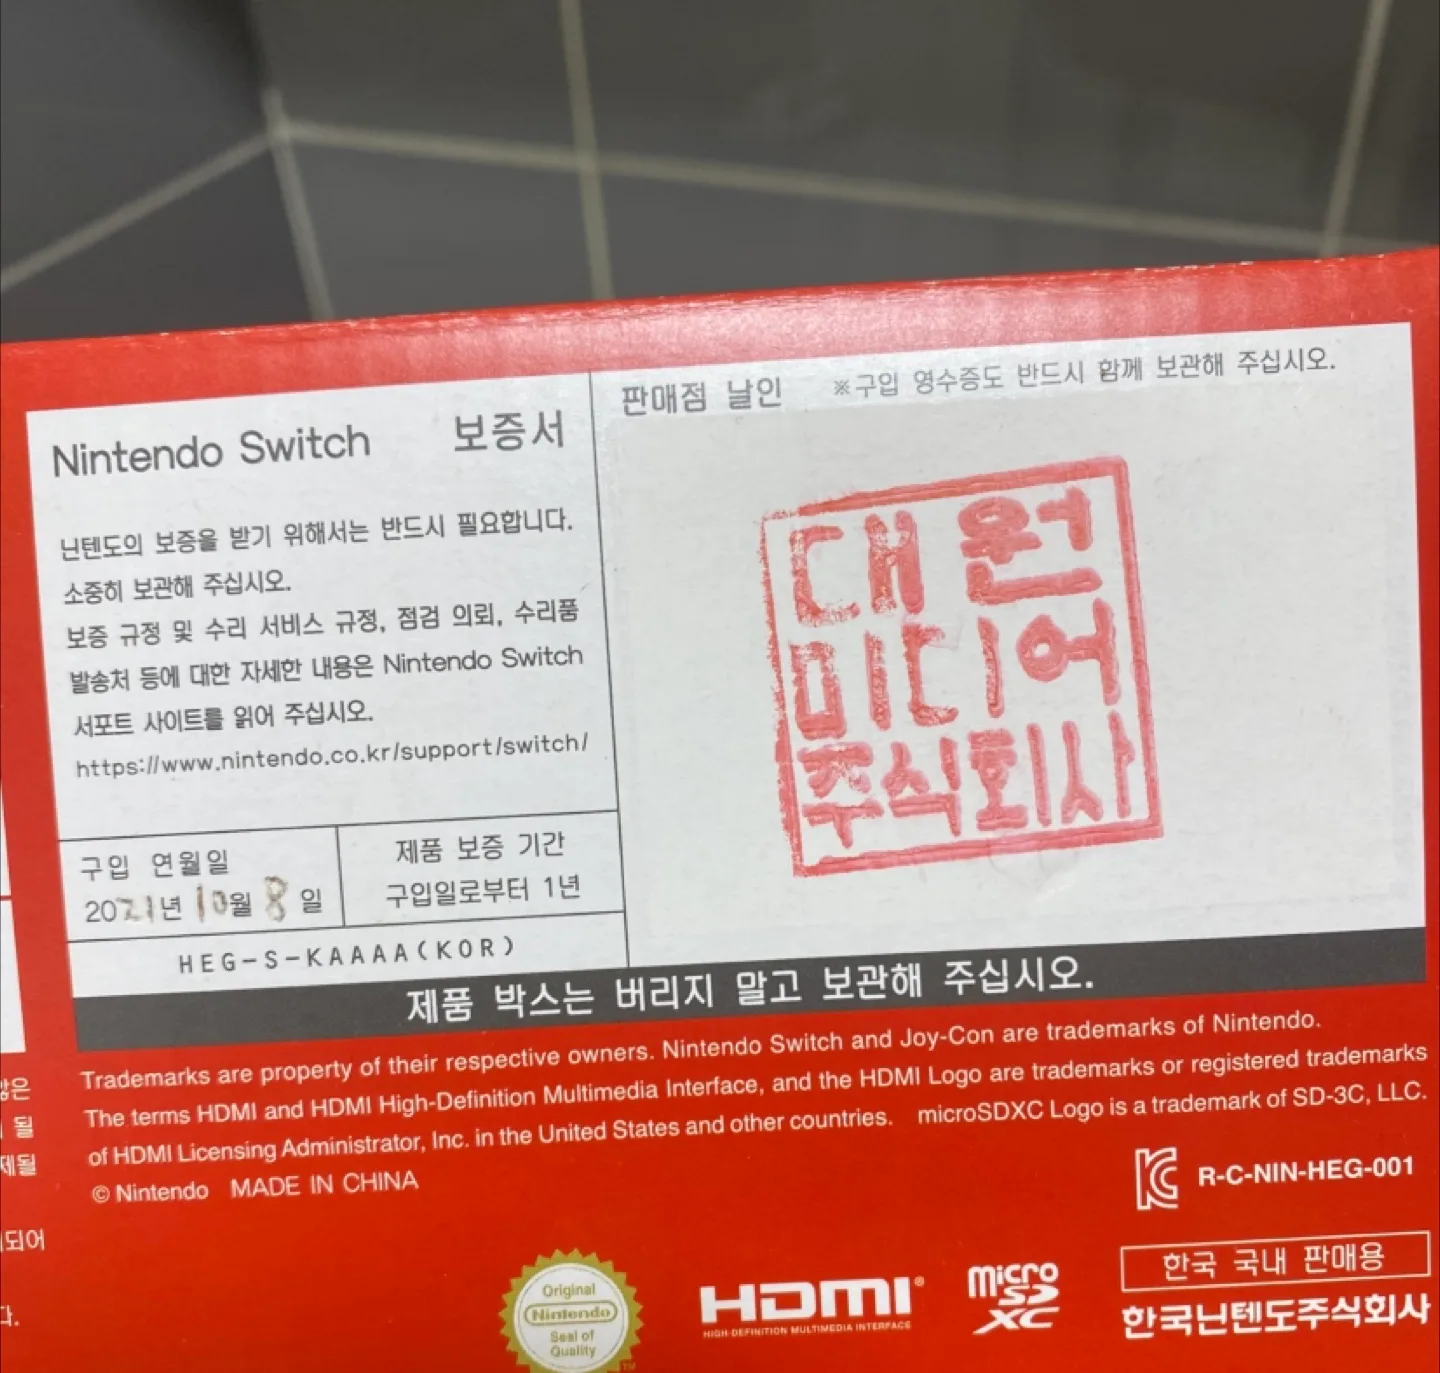 Nintendo Switch 보증서
닌텐도의 보증을 받기 위해서는 반드시 필요합니다.
소중히 보관해 주십시오.
보증 규정 및 수리 서비스 규정, 점검 의뢰, 수리품
발송처 등에 대한 자세한 내용은 Nintendo Switch
서포트 사이트를 읽어 주십시오.
https://www.nintendo.co.kr/support/switch/
구입 연월일
2021년 10월 8일
제품 보증 기간
구입일로부터 1년
HEG-S-KAAAA(KOR)
판매점 날인 ※구입 영수증도 반드시 함께 보관해 주십시오.
대원
미디어
주식회사
제품 박스는 버리지 말고 보관해 주십시오.
Trademarks are property of their respective owners. Nintendo Switch and Joy-Con are trademarks of Nintendo.
The terms HDMI and HDMI High-Definition Multimedia Interface, and the HDMI Logo are trademarks or registered trademarks
of HDMI Licensing Administrator, Inc. in the United States and other countries. microSDXC Logo is a trademark of SD-3C, LLC.
© Nintendo MADE IN CHINA
R-C-NIN-HEG-001
Original
Nintendo
Seal of
Quality
TM
HDMI®
HIGH-DEFINITION MULTIMEDIA INTERFACE
micro
SD
XC
한국 국내 판매용
한국닌텐도주식회사
될
제될
되어
다.